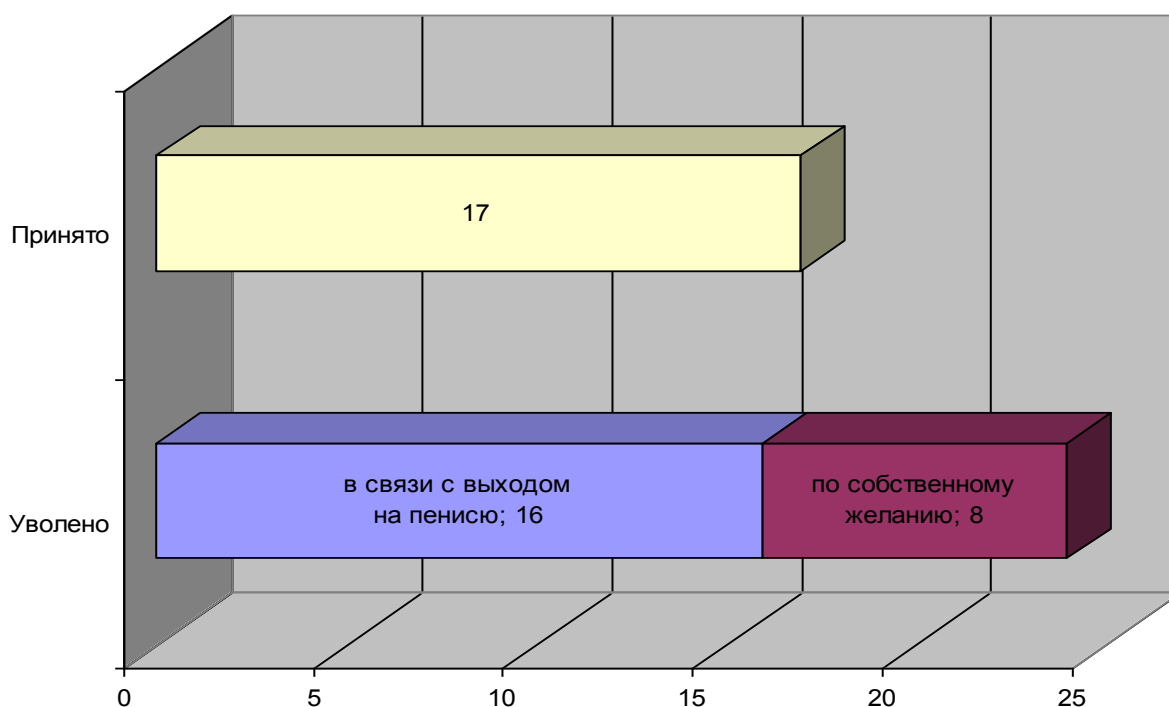 Принято
17
Уволено
в связи с выходом
на пенисю; 16
по собственному
желанию; 8
0
5
10
15
20
25